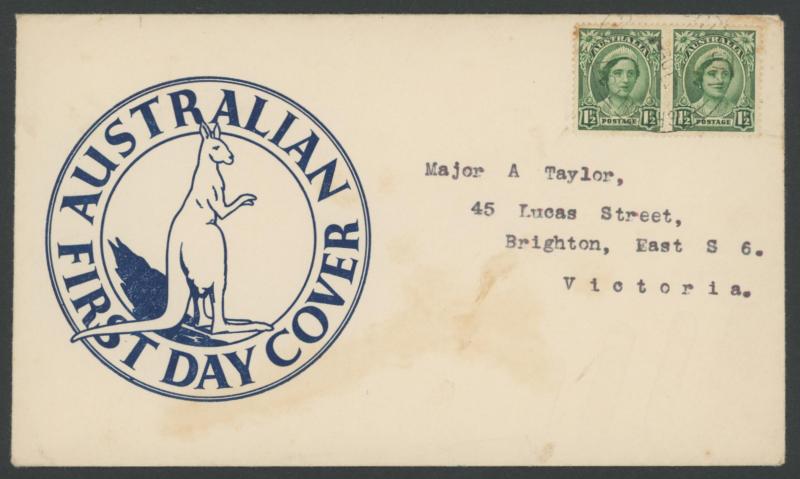 AUSTRALIAN
FIRST DAY COVER
AUSTRALIA
1½ POSTAGE 1½
AUSTRALIA
1½ POSTAGE 1½
Major A Taylor,
45 Lucas Street,
Brighton, East S 6.
Victoria.